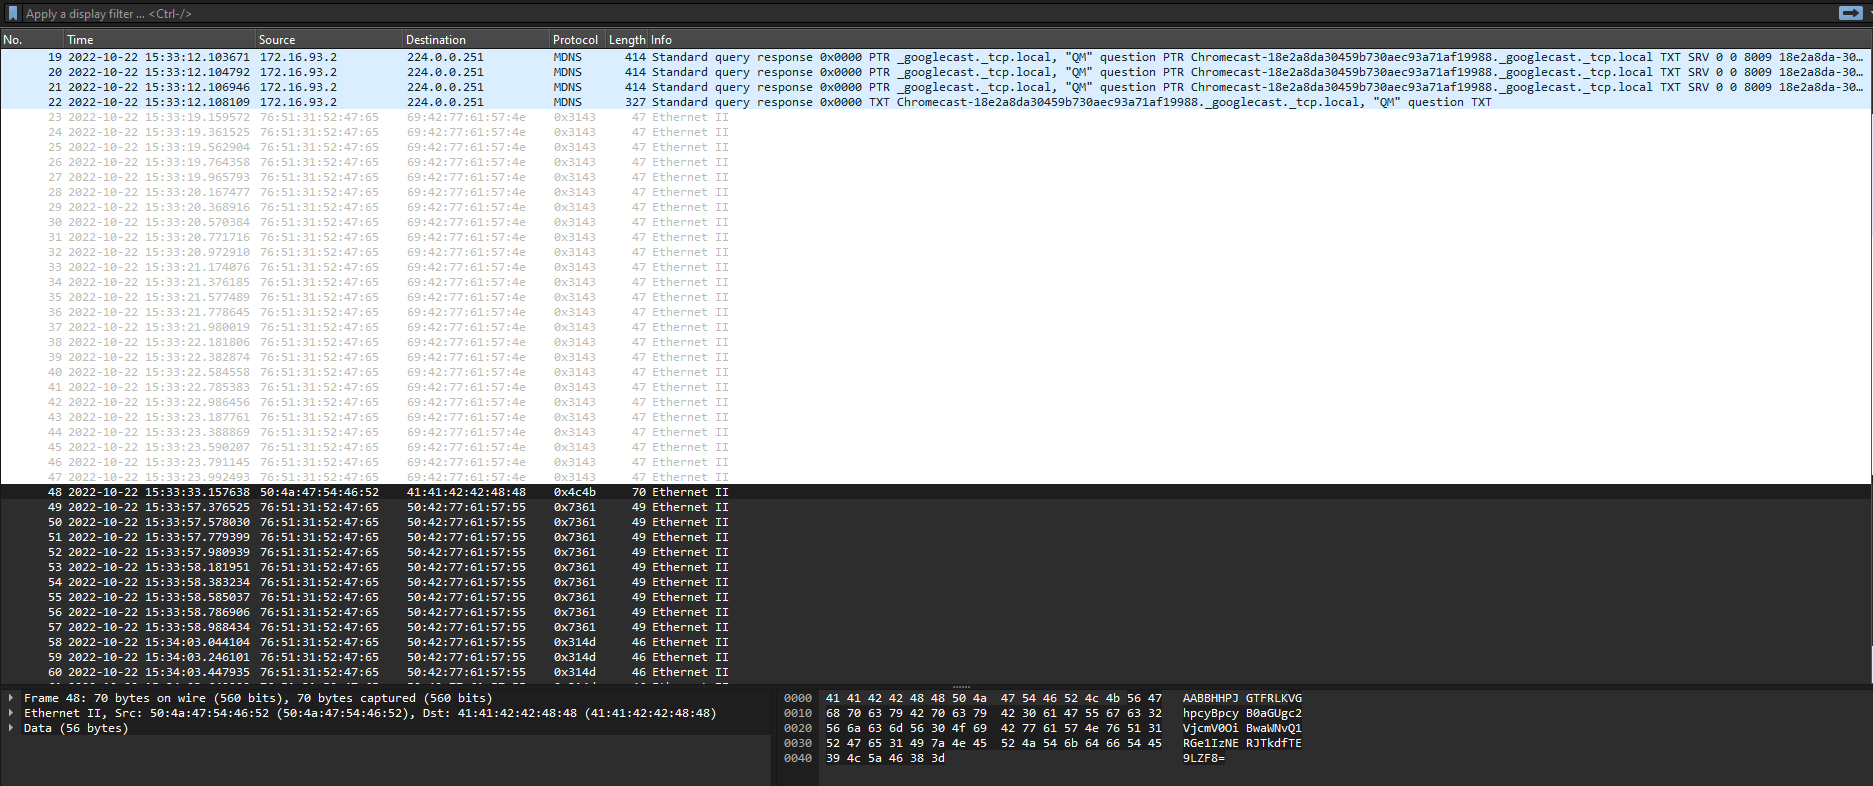 Apply a display filter ... <Ctrl-/>
No. Time Source Destination Protocol Length Info
19 2022-10-22 15:33:12.103671 172.16.93.2 224.0.0.251 MDNS 414 Standard query response 0x0000 PTR _googlecast._tcp.local, "QM" question PTR Chromecast-18e2a8da30459b730aec93a71af19988._googlecast._tcp.local TXT SRV 0 0 8009 18e2a8da-30...
20 2022-10-22 15:33:12.104792 172.16.93.2 224.0.0.251 MDNS 414 Standard query response 0x0000 PTR _googlecast._tcp.local, "QM" question PTR Chromecast-18e2a8da30459b730aec93a71af19988._googlecast._tcp.local TXT SRV 0 0 8009 18e2a8da-30...
21 2022-10-22 15:33:12.106946 172.16.93.2 224.0.0.251 MDNS 414 Standard query response 0x0000 PTR _googlecast._tcp.local, "QM" question PTR Chromecast-18e2a8da30459b730aec93a71af19988._googlecast._tcp.local TXT SRV 0 0 8009 18e2a8da-30...
22 2022-10-22 15:33:12.108109 172.16.93.2 224.0.0.251 MDNS 327 Standard query response 0x0000 TXT Chromecast-18e2a8da30459b730aec93a71af19988._googlecast._tcp.local, "QM" question TXT
23 2022-10-22 15:33:19.159572 76:51:31:52:47:65 69:42:77:61:57:4e 0x3143 47 Ethernet II
24 2022-10-22 15:33:19.361525 76:51:31:52:47:65 69:42:77:61:57:4e 0x3143 47 Ethernet II
25 2022-10-22 15:33:19.562904 76:51:31:52:47:65 69:42:77:61:57:4e 0x3143 47 Ethernet II
26 2022-10-22 15:33:19.764358 76:51:31:52:47:65 69:42:77:61:57:4e 0x3143 47 Ethernet II
27 2022-10-22 15:33:19.965793 76:51:31:52:47:65 69:42:77:61:57:4e 0x3143 47 Ethernet II
28 2022-10-22 15:33:20.167477 76:51:31:52:47:65 69:42:77:61:57:4e 0x3143 47 Ethernet II
29 2022-10-22 15:33:20.368916 76:51:31:52:47:65 69:42:77:61:57:4e 0x3143 47 Ethernet II
30 2022-10-22 15:33:20.570384 76:51:31:52:47:65 69:42:77:61:57:4e 0x3143 47 Ethernet II
31 2022-10-22 15:33:20.771716 76:51:31:52:47:65 69:42:77:61:57:4e 0x3143 47 Ethernet II
32 2022-10-22 15:33:20.972910 76:51:31:52:47:65 69:42:77:61:57:4e 0x3143 47 Ethernet II
33 2022-10-22 15:33:21.174076 76:51:31:52:47:65 69:42:77:61:57:4e 0x3143 47 Ethernet II
34 2022-10-22 15:33:21.376185 76:51:31:52:47:65 69:42:77:61:57:4e 0x3143 47 Ethernet II
35 2022-10-22 15:33:21.577489 76:51:31:52:47:65 69:42:77:61:57:4e 0x3143 47 Ethernet II
36 2022-10-22 15:33:21.778645 76:51:31:52:47:65 69:42:77:61:57:4e 0x3143 47 Ethernet II
37 2022-10-22 15:33:21.980019 76:51:31:52:47:65 69:42:77:61:57:4e 0x3143 47 Ethernet II
38 2022-10-22 15:33:22.181806 76:51:31:52:47:65 69:42:77:61:57:4e 0x3143 47 Ethernet II
39 2022-10-22 15:33:22.382874 76:51:31:52:47:65 69:42:77:61:57:4e 0x3143 47 Ethernet II
40 2022-10-22 15:33:22.584558 76:51:31:52:47:65 69:42:77:61:57:4e 0x3143 47 Ethernet II
41 2022-10-22 15:33:22.785383 76:51:31:52:47:65 69:42:77:61:57:4e 0x3143 47 Ethernet II
42 2022-10-22 15:33:22.986456 76:51:31:52:47:65 69:42:77:61:57:4e 0x3143 47 Ethernet II
43 2022-10-22 15:33:23.187761 76:51:31:52:47:65 69:42:77:61:57:4e 0x3143 47 Ethernet II
44 2022-10-22 15:33:23.388869 76:51:31:52:47:65 69:42:77:61:57:4e 0x3143 47 Ethernet II
45 2022-10-22 15:33:23.590207 76:51:31:52:47:65 69:42:77:61:57:4e 0x3143 47 Ethernet II
46 2022-10-22 15:33:23.791145 76:51:31:52:47:65 69:42:77:61:57:4e 0x3143 47 Ethernet II
47 2022-10-22 15:33:23.992493 76:51:31:52:47:65 69:42:77:61:57:4e 0x3143 47 Ethernet II
48 2022-10-22 15:33:33.157638 50:4a:47:54:46:52 41:41:42:42:48:48 0x4c4b 70 Ethernet II
49 2022-10-22 15:33:57.376525 76:51:31:52:47:65 50:42:77:61:57:55 0x7361 49 Ethernet II
50 2022-10-22 15:33:57.578030 76:51:31:52:47:65 50:42:77:61:57:55 0x7361 49 Ethernet II
51 2022-10-22 15:33:57.779399 76:51:31:52:47:65 50:42:77:61:57:55 0x7361 49 Ethernet II
52 2022-10-22 15:33:57.980939 76:51:31:52:47:65 50:42:77:61:57:55 0x7361 49 Ethernet II
53 2022-10-22 15:33:58.181951 76:51:31:52:47:65 50:42:77:61:57:55 0x7361 49 Ethernet II
54 2022-10-22 15:33:58.383234 76:51:31:52:47:65 50:42:77:61:57:55 0x7361 49 Ethernet II
55 2022-10-22 15:33:58.585037 76:51:31:52:47:65 50:42:77:61:57:55 0x7361 49 Ethernet II
56 2022-10-22 15:33:58.786906 76:51:31:52:47:65 50:42:77:61:57:55 0x7361 49 Ethernet II
57 2022-10-22 15:33:58.988434 76:51:31:52:47:65 50:42:77:61:57:55 0x7361 49 Ethernet II
58 2022-10-22 15:34:03.044104 76:51:31:52:47:65 50:42:77:61:57:55 0x314d 46 Ethernet II
59 2022-10-22 15:34:03.246101 76:51:31:52:47:65 50:42:77:61:57:55 0x314d 46 Ethernet II
60 2022-10-22 15:34:03.447935 76:51:31:52:47:65 50:42:77:61:57:55 0x314d 46 Ethernet II
Frame 48: 70 bytes on wire (560 bits), 70 bytes captured (560 bits)
Ethernet II, Src: 50:4a:47:54:46:52 (50:4a:47:54:46:52), Dst: 41:41:42:42:48:48 (41:41:42:42:48:48)
Data (56 bytes)
0000 41 41 42 42 48 48 50 4a 47 54 46 52 4c 4b 56 47 AABBHHPJ GTFRLKVG
0010 68 70 63 79 42 70 63 79 42 30 61 47 55 67 63 32 hpcyBpcy B0aGUgc2
0020 56 6a 63 6d 56 30 4f 69 42 77 61 57 4e 76 51 31 VjcmV0Oi BwaWNvQ1
0030 52 47 65 31 49 7a 4e 45 52 4a 54 6b 64 66 54 45 RGe1IzNE RJTkdfTE
0040 39 4c 5a 46 38 3d 9LZF8=